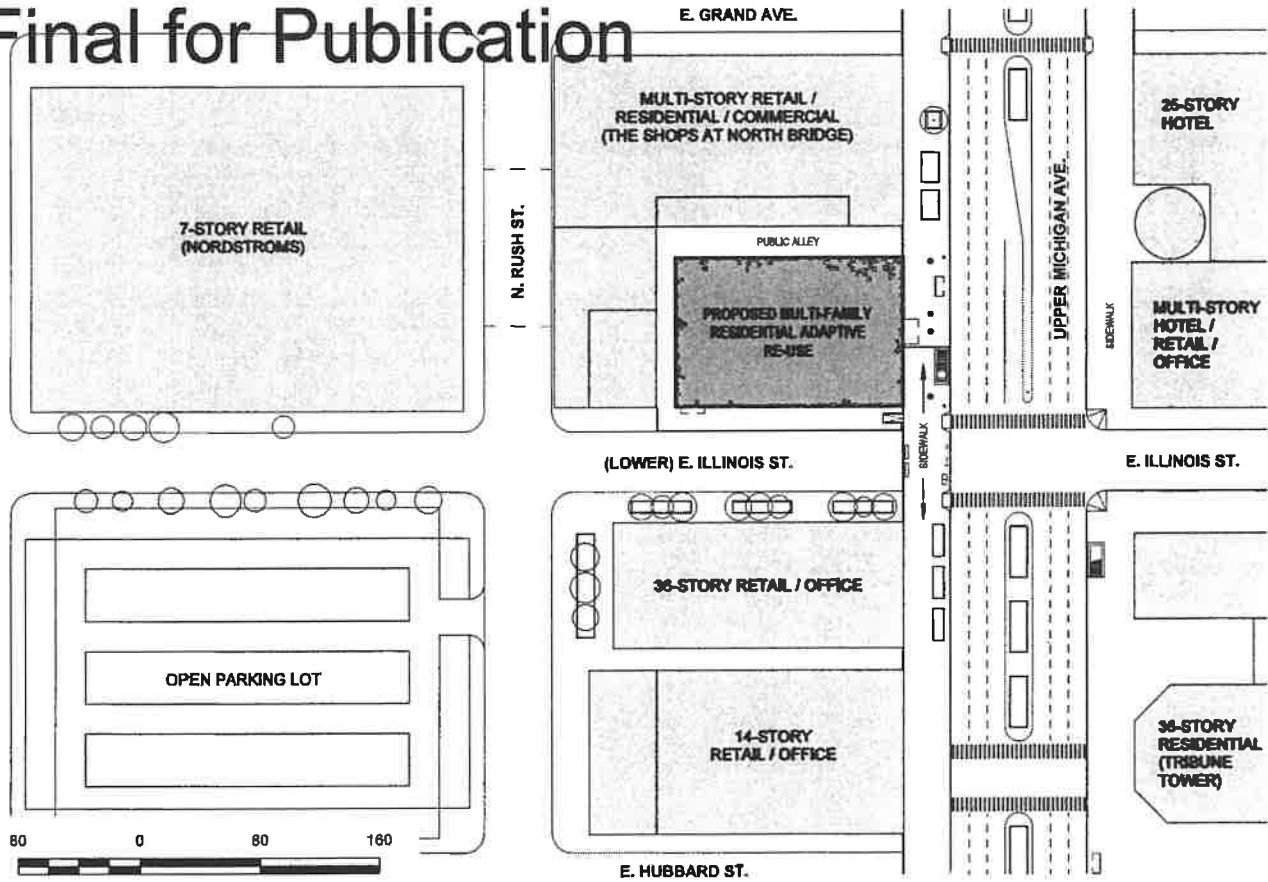 Final for Publication
E. GRAND AVE.
MULTI-STORY RETAIL /
RESIDENTIAL / COMMERCIAL
(THE SHOPS AT NORTH BRIDGE)
25-STORY
HOTEL
7-STORY RETAIL
(NORDSTROMS)
N. RUSH ST.
PUBLIC ALLEY
UPPER MICHIGAN AVE.
SIDEWALK
PROPOSED MULTI-FAMILY
RESIDENTIAL ADAPTIVE
RE-USE
MULTI-STORY
HOTEL /
RETAIL /
OFFICE
(LOWER) E. ILLINOIS ST.
SIDEWALK
E. ILLINOIS ST.
36-STORY RETAIL / OFFICE
OPEN PARKING LOT
14-STORY
RETAIL / OFFICE
36-STORY
RESIDENTIAL
(TRIBUNE
TOWER)
80 0 80 160
E. HUBBARD ST.